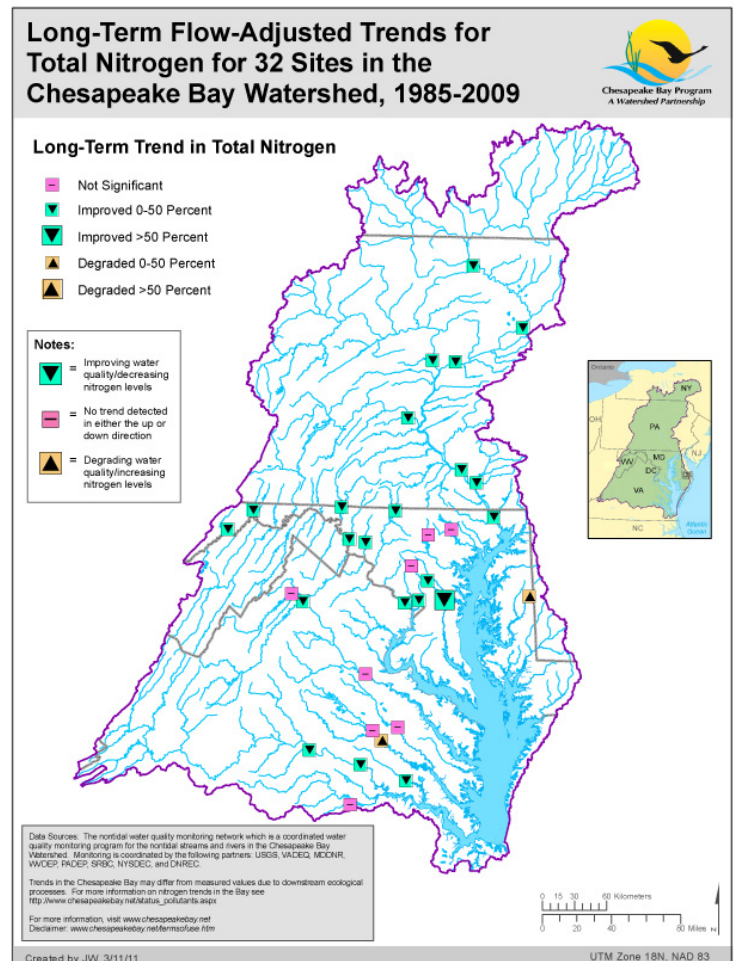 Long-Term Flow-Adjusted Trends for
Total Nitrogen for 32 Sites in the
Chesapeake Bay Watershed, 1985-2009
Chesapeake Bay Program
A Watershed Partnership
Long-Term Trend in Total Nitrogen
Not Significant
Improved 0-50 Percent
Improved >50 Percent
Degraded 0-50 Percent
Degraded >50 Percent
Notes:
= Improving water
quality/decreasing
nitrogen levels
= No trend detected
in either the up or
down direction
= Degrading water
quality/increasing
nitrogen levels
Ontario
NY
PA
OH
NJ
MD
WV
DC
VA
NC
Atlantic
Ocean
Data Sources: The nontidal water quality monitoring network which is a coordinated water
quality monitoring program for the nontidal streams and rivers in the Chesapeake Bay
Watershed. Monitoring is coordinated by the following partners: USGS, VADEQ, MDDNR,
WVDEP, PADEP, SRBC, NYSDEC, and DNREC.
Trends in the Chesapeake Bay may differ from measured values due to downstream ecological
processes. For more information on nitrogen trends in the Bay see
http://www.chesapeakebay.net/status_pollutants.aspx
For more information, visit www.chesapeakebay.net
Disclaimer: www.chesapeakebay.net/termsofuse.htm
0 15 30 60 Kilometers
0 20 40 80 Miles
N
Created by JW, 3/11/11
UTM Zone 18N, NAD 83